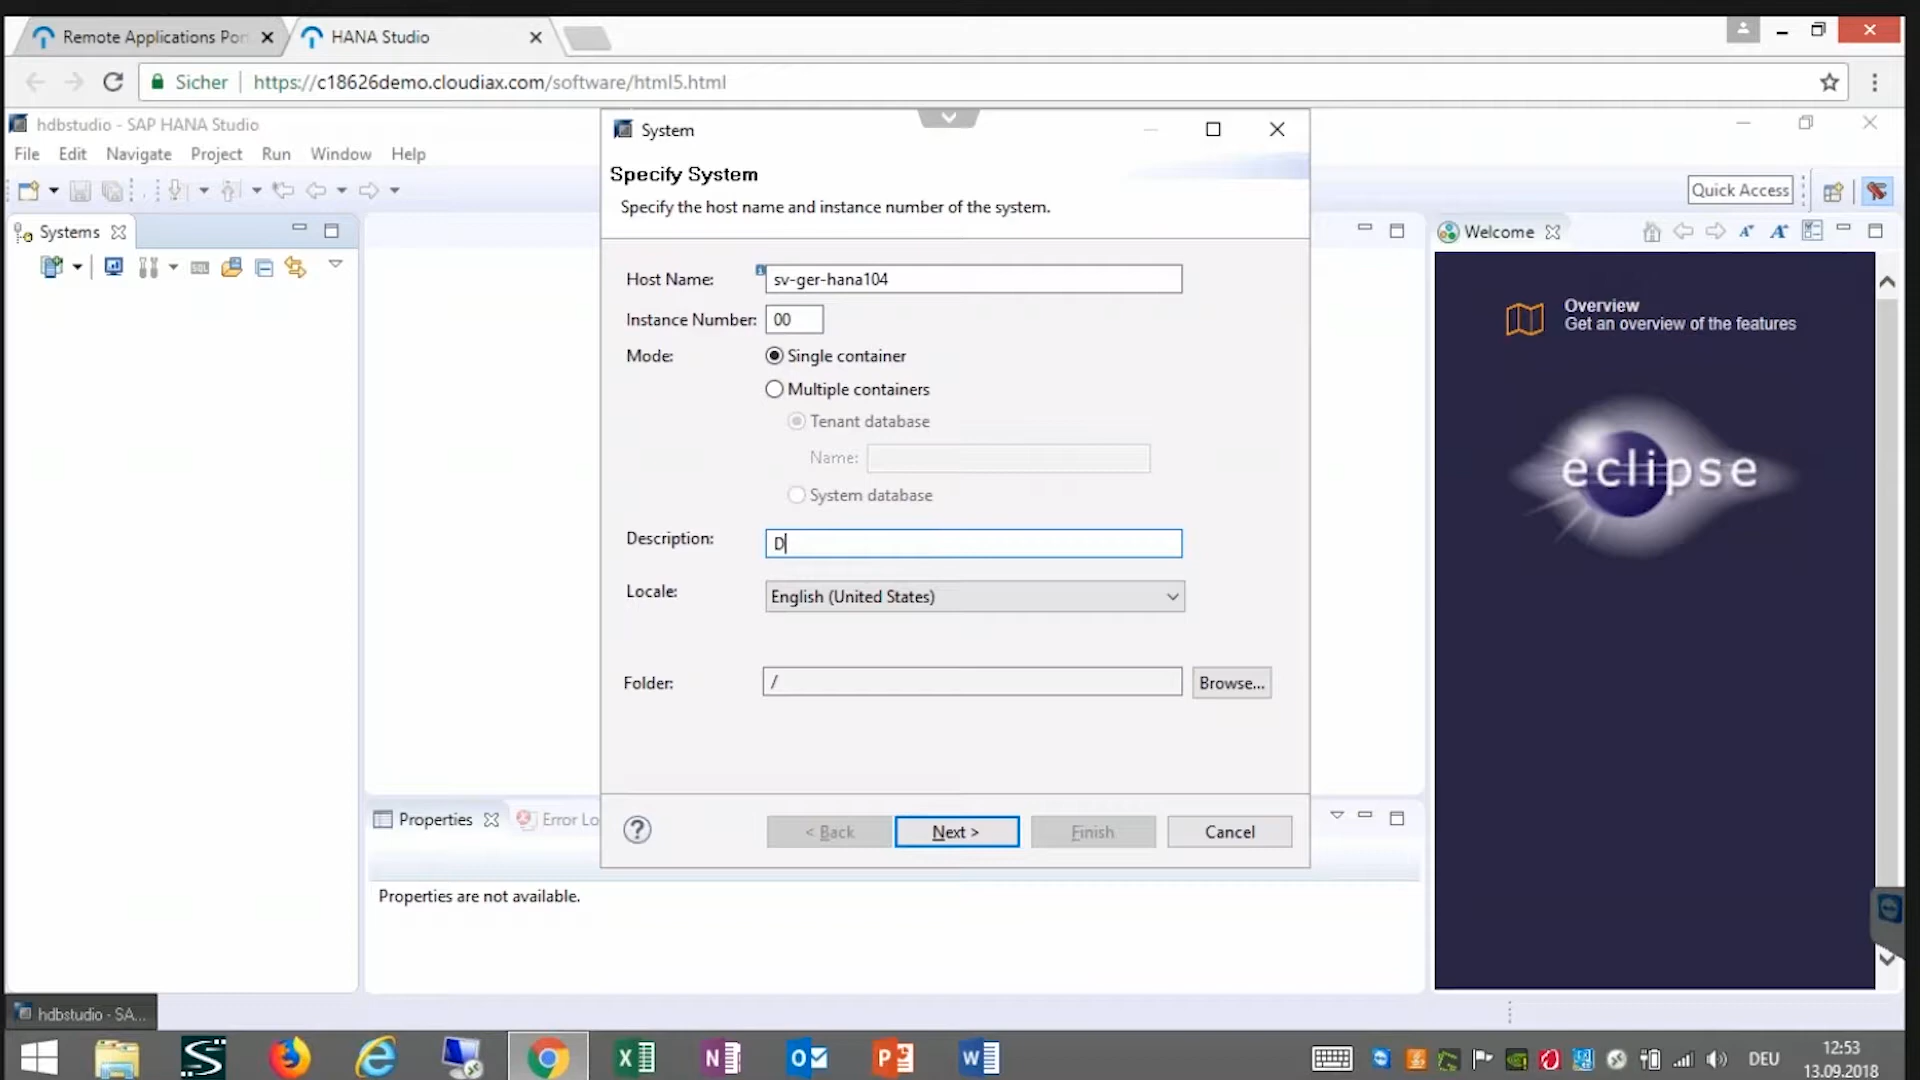 Remote Applications Por
HANA Studio
Sicher
https://c18626demo.cloudiax.com/software/html5.html
hdbstudio - SAP HANA Studio
File Edit Navigate Project Run Window Help
Quick Access
Systems
SQL
System
Specify System
Specify the host name and instance number of the system.
Host Name:
sv-ger-hana104
Instance Number:
00
Mode:
Single container
Multiple containers
Tenant database
Name:
System database
Description:
D
Locale:
English (United States)
Folder:
/
Browse...
< Back
Next >
Finish
Cancel
Welcome
Overview
Get an overview of the features
eclipse
Properties
Error Lo
Properties are not available.
hdbstudio - SA...
DEU
12:53
13.09.2018